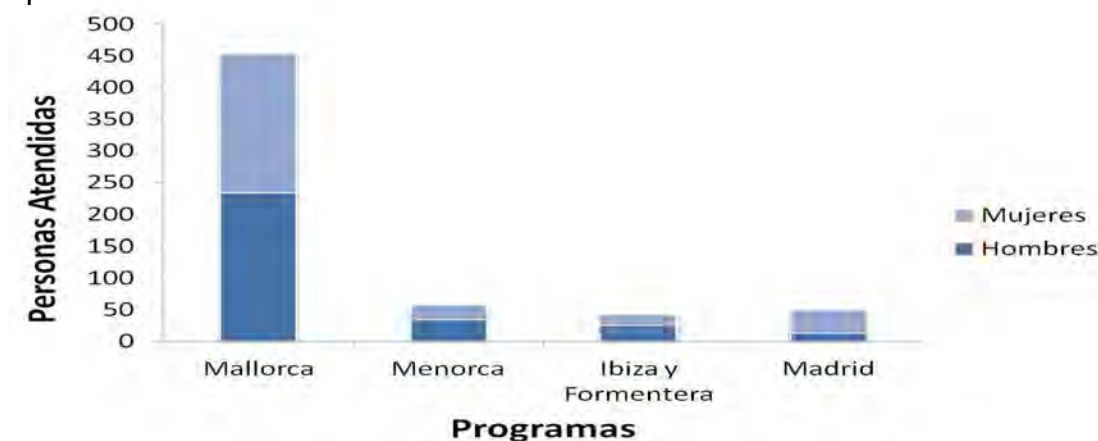 500
450
400
350
300
250
200
150
100
50
0
Personas Atendidas
Mallorca
Menorca
Ibiza y
Formentera
Madrid
Programas
Mujeres
Hombres